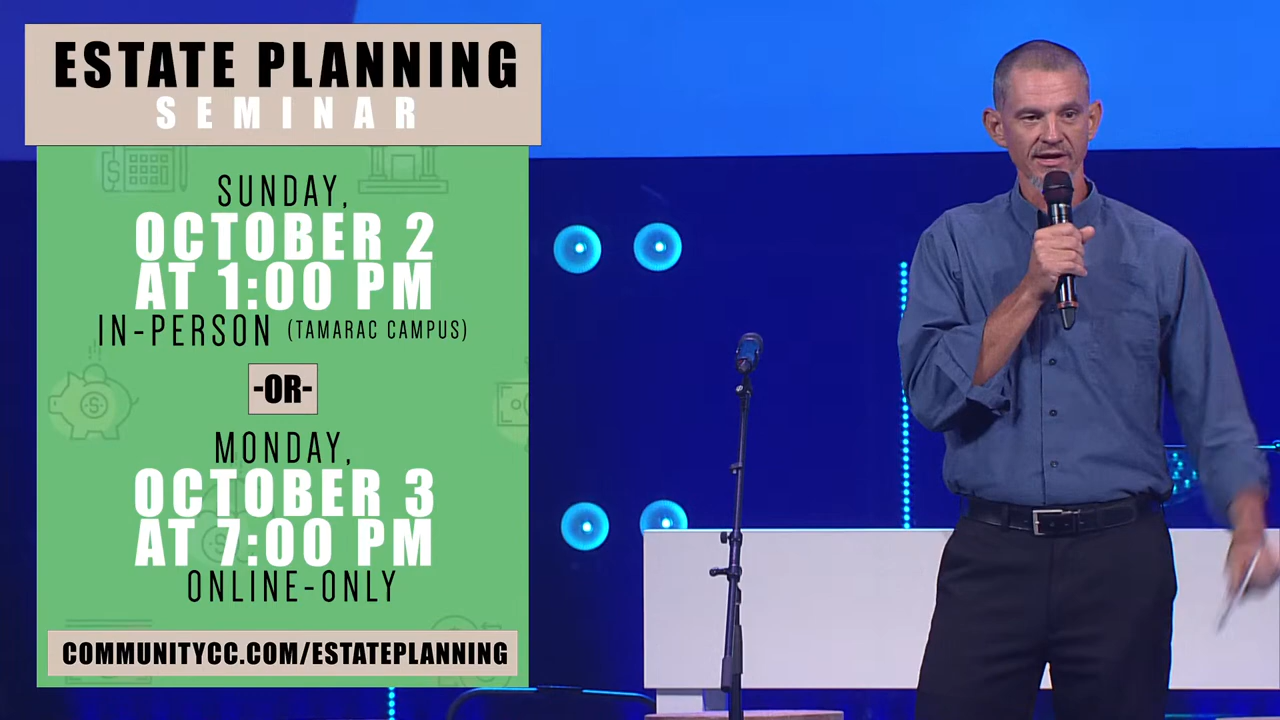 ESTATE PLANNING
SEMINAR
SUNDAY,
OCTOBER 2
AT 1:00 PM
IN-PERSON (TAMARAC CAMPUS)
-OR-
MONDAY,
OCTOBER 3
AT 7:00 PM
ONLINE-ONLY
COMMUNITYCC.COM/ESTATEPLANNING